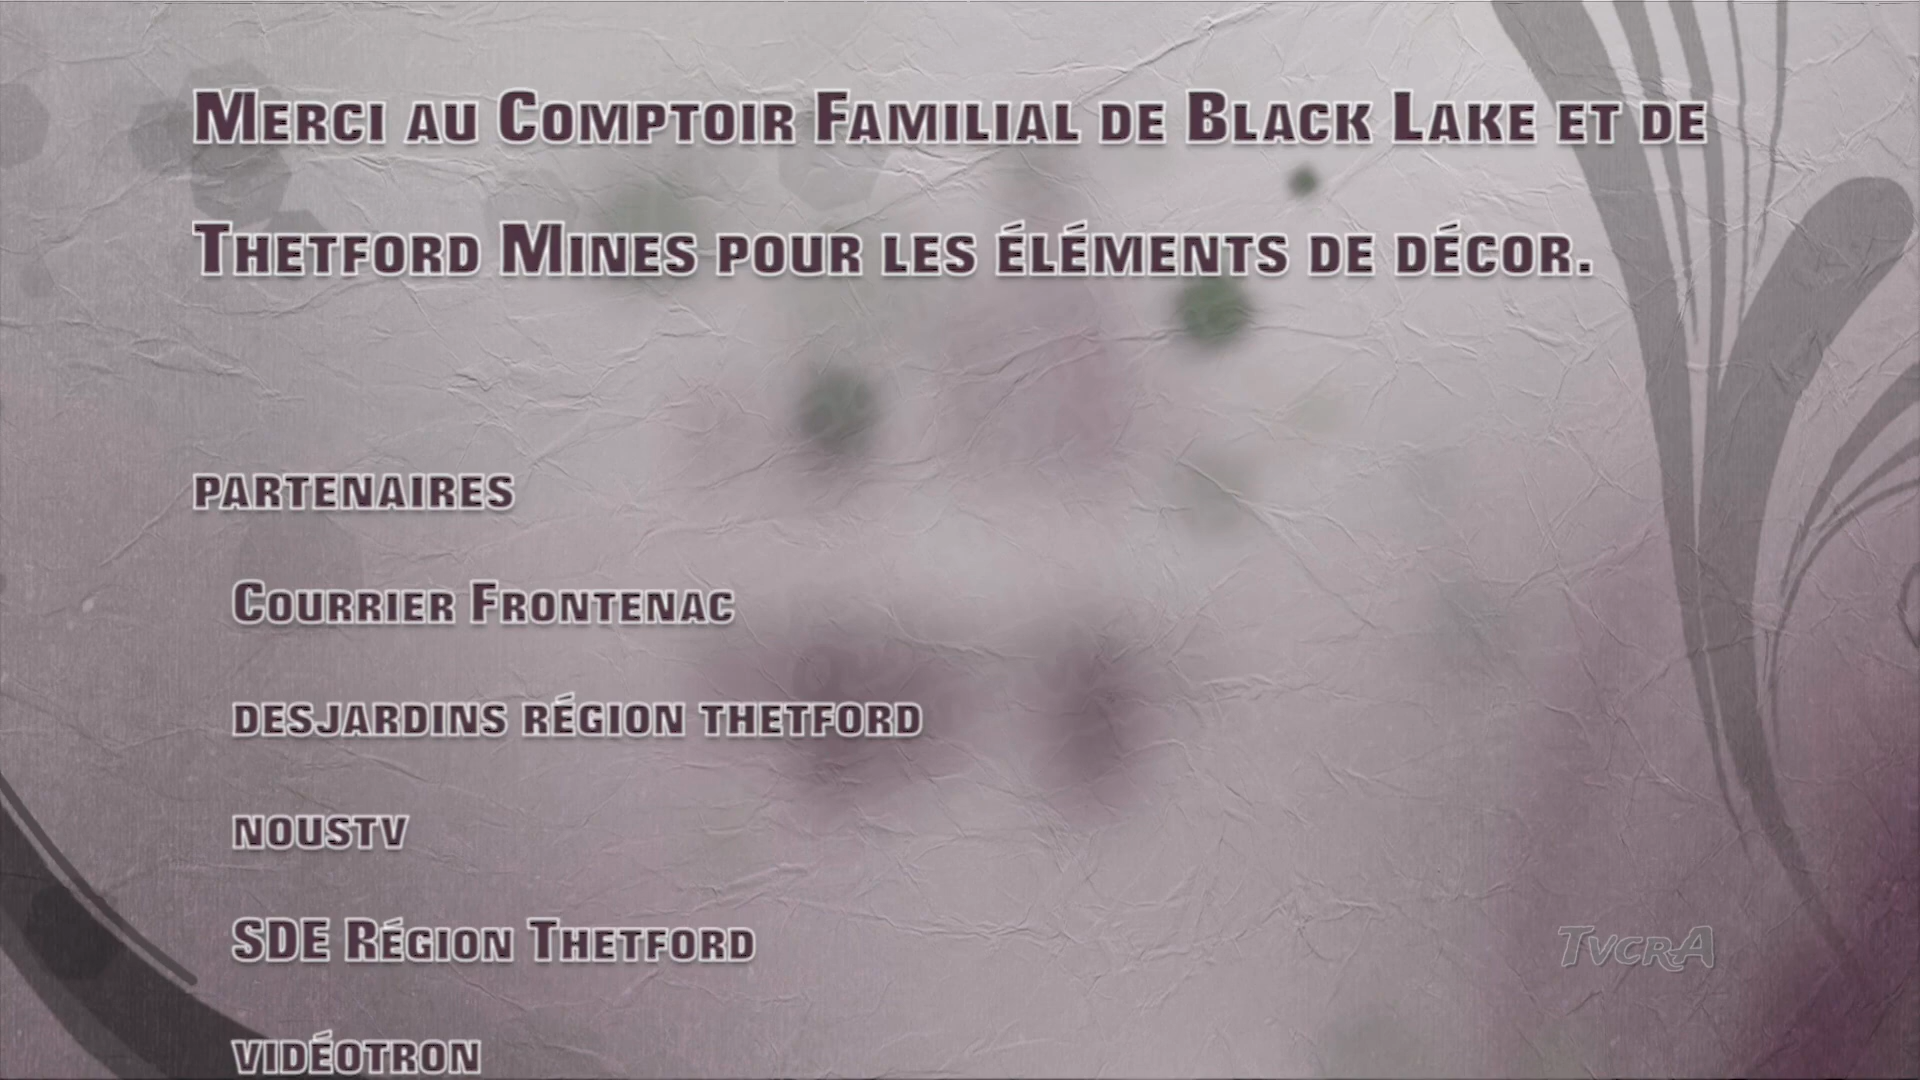 Merci au Comptoir Familial de Black Lake et de
Thetford Mines pour les éléments de décor.
partenaires
Courrier Frontenac
desjardins région thetford
noustv
SDE Région Thetford
TvcrA
vidéotron